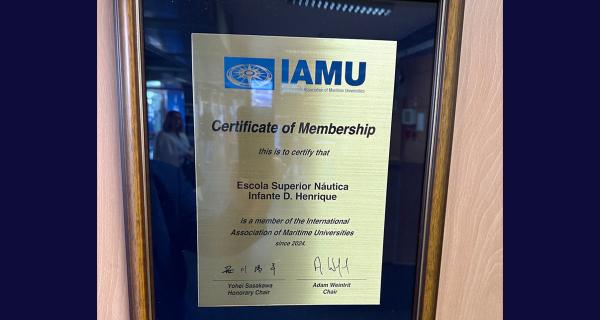 IAMU
Association of Maritime Universities
Certificate of Membership
this is to certify that
Escola Superior Náutica
Infante D. Henrique
is a member of the International
Association of Maritime Universities
since 2024.
Yohei Sasakawa
Honorary Chair
Adam Weintrit
Chair